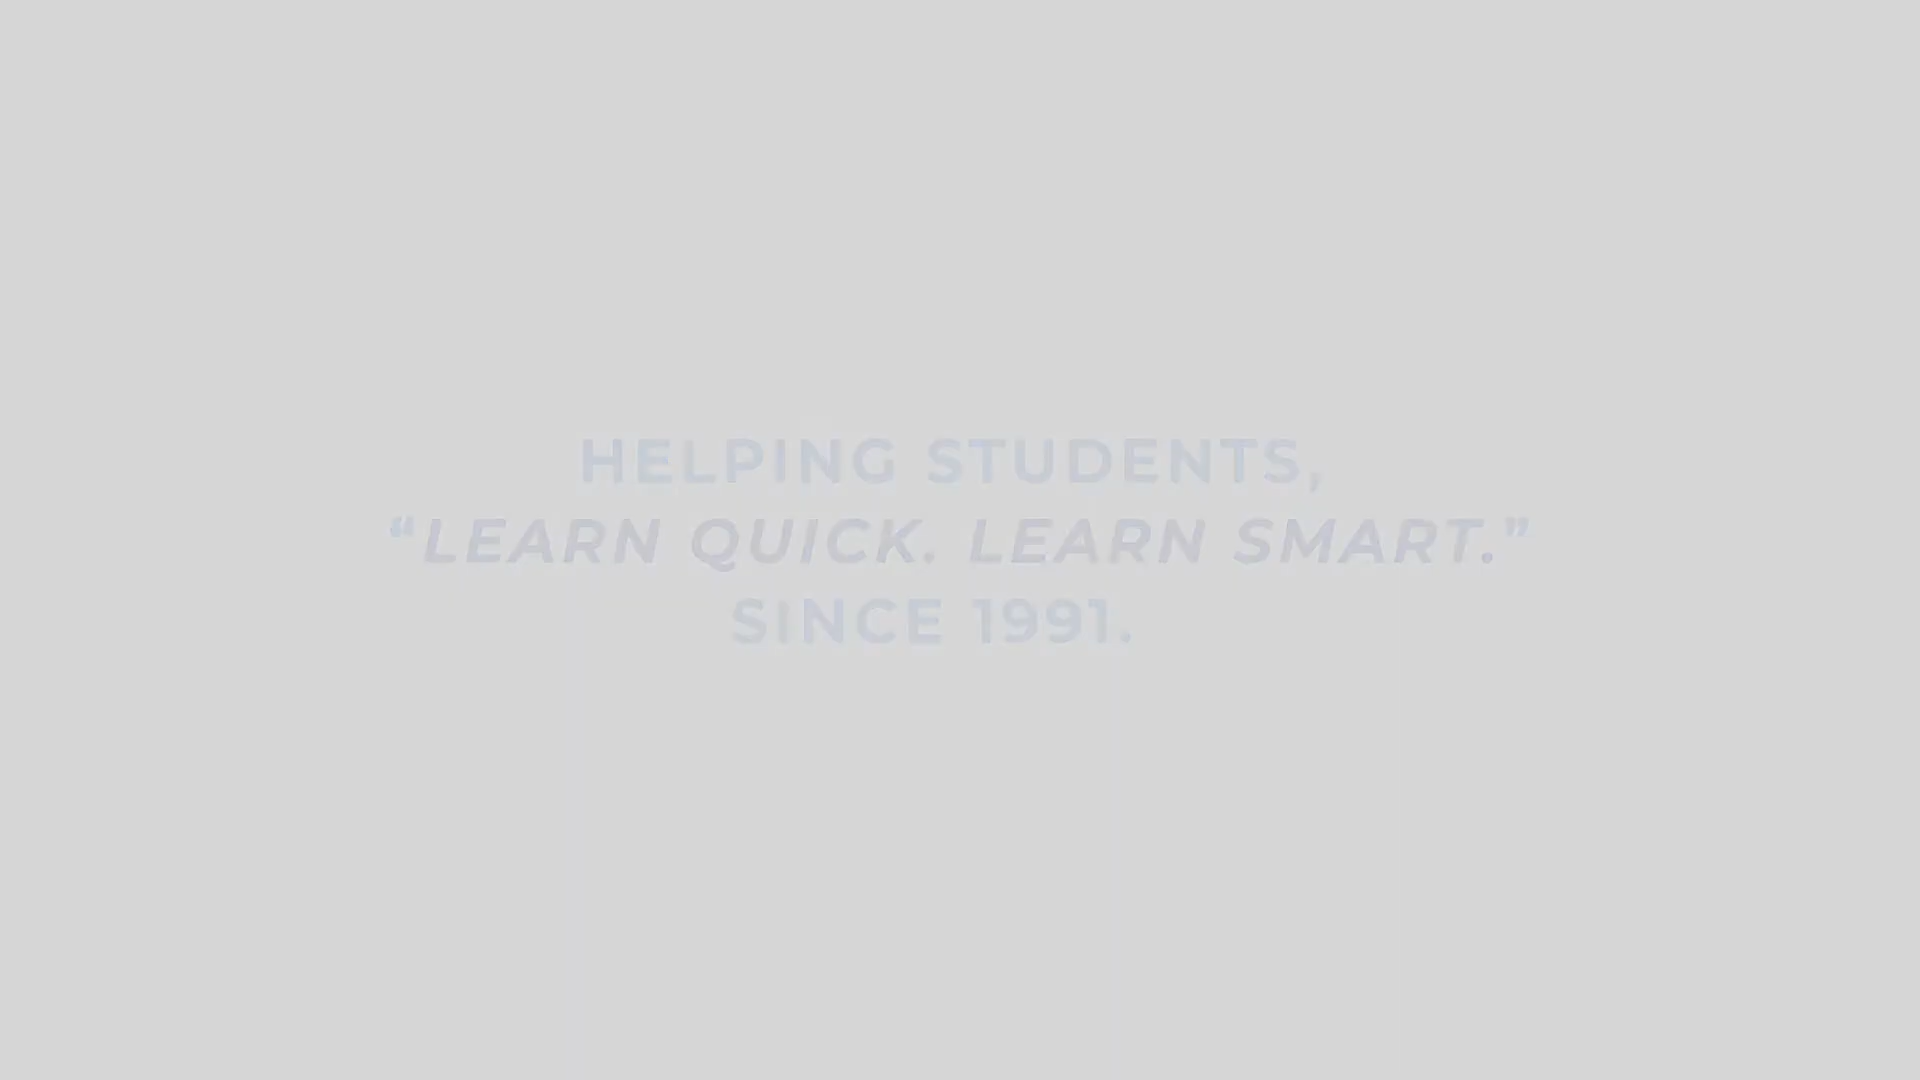 HELPING STUDENTS,
“LEARN QUICK. LEARN SMART.”
SINCE 1991.